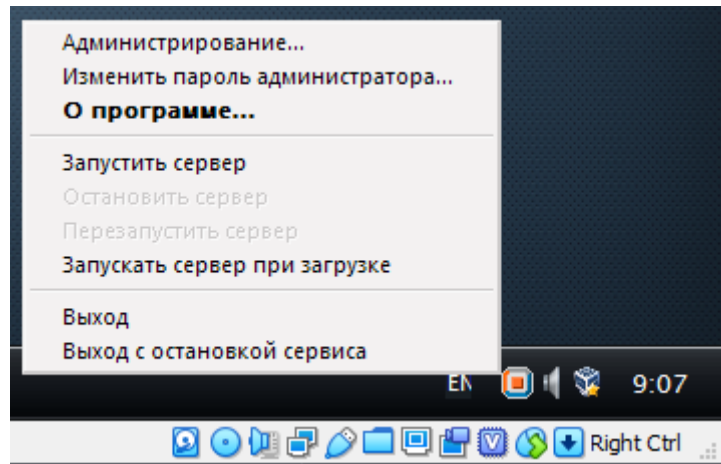 Администрирование...
Изменить пароль администратора...
О программе...
Запустить сервер
Остановить сервер
Перезапустить сервер
Запускать сервер при загрузке
Выход
Выход с остановкой сервиса
EN 9:07
Right Ctrl